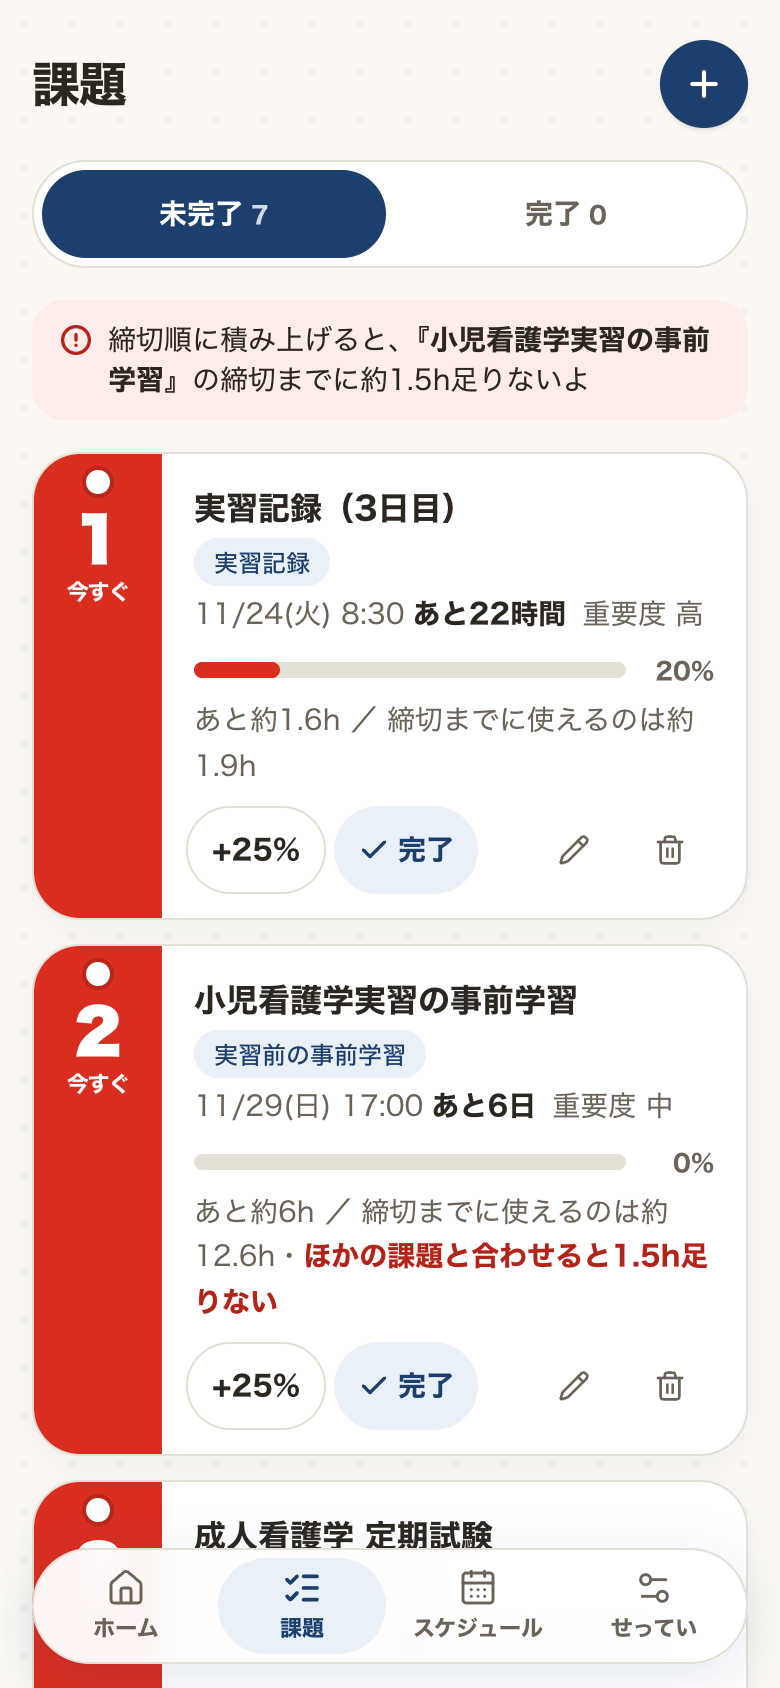 課題
未完了 7
完了 0
締切順に積み上げると、『小児看護学実習の事前
学習』の締切までに約1.5h足りないよ
1
今すぐ
実習記録（3日目）
実習記録
11/24(火) 8:30 あと22時間 重要度 高
20%
あと約1.6h ／ 締切までに使えるのは約
1.9h
+25%
完了
2
今すぐ
小児看護学実習の事前学習
実習前の事前学習
11/29(日) 17:00 あと6日 重要度 中
0%
あと約6h ／ 締切までに使えるのは約
12.6h・ほかの課題と合わせると1.5h足
りない
+25%
完了
成人看護学 定期試験
ホーム
課題
スケジュール
せってい